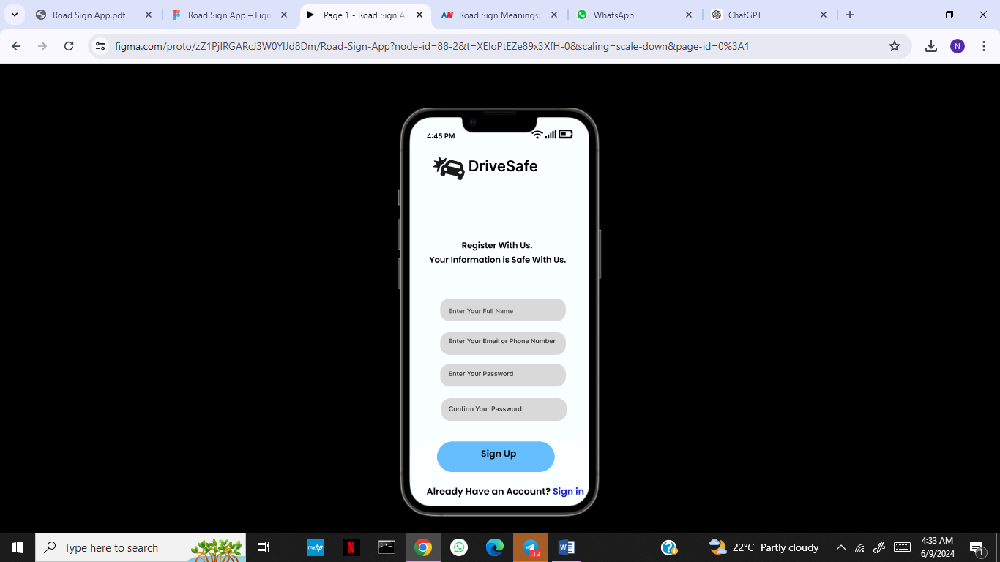 Road Sign App.pdf
Road Sign App – Figm
Page 1 - Road Sign A
AN Road Sign Meanings:
WhatsApp
ChatGPT
figma.com/proto/zZ1PjIRGARcJ3W0YIJd8Dm/Road-Sign-App?node-id=88-2&t=XEIoPtEZe89x3XfH-0&scaling=scale-down&page-id=0%3A1
N
4:45 PM
DriveSafe
Register With Us.
Your Information is Safe With Us.
Enter Your Full Name
Enter Your Email or Phone Number
Enter Your Password
Confirm Your Password
Sign Up
Already Have an Account? Sign in
Type here to search
myhp
N
..12
W
22°C Partly cloudy
4:33 AM
6/9/2024
1